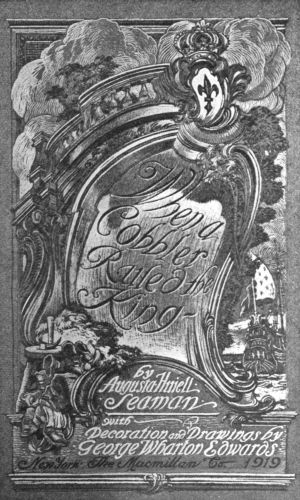 When a
Cobbler
Ruled the
King-
by
Augusta Huiell
Seaman
with
Decoration and Drawings by
George Wharton Edwards
New York The Macmillan Co. 1919